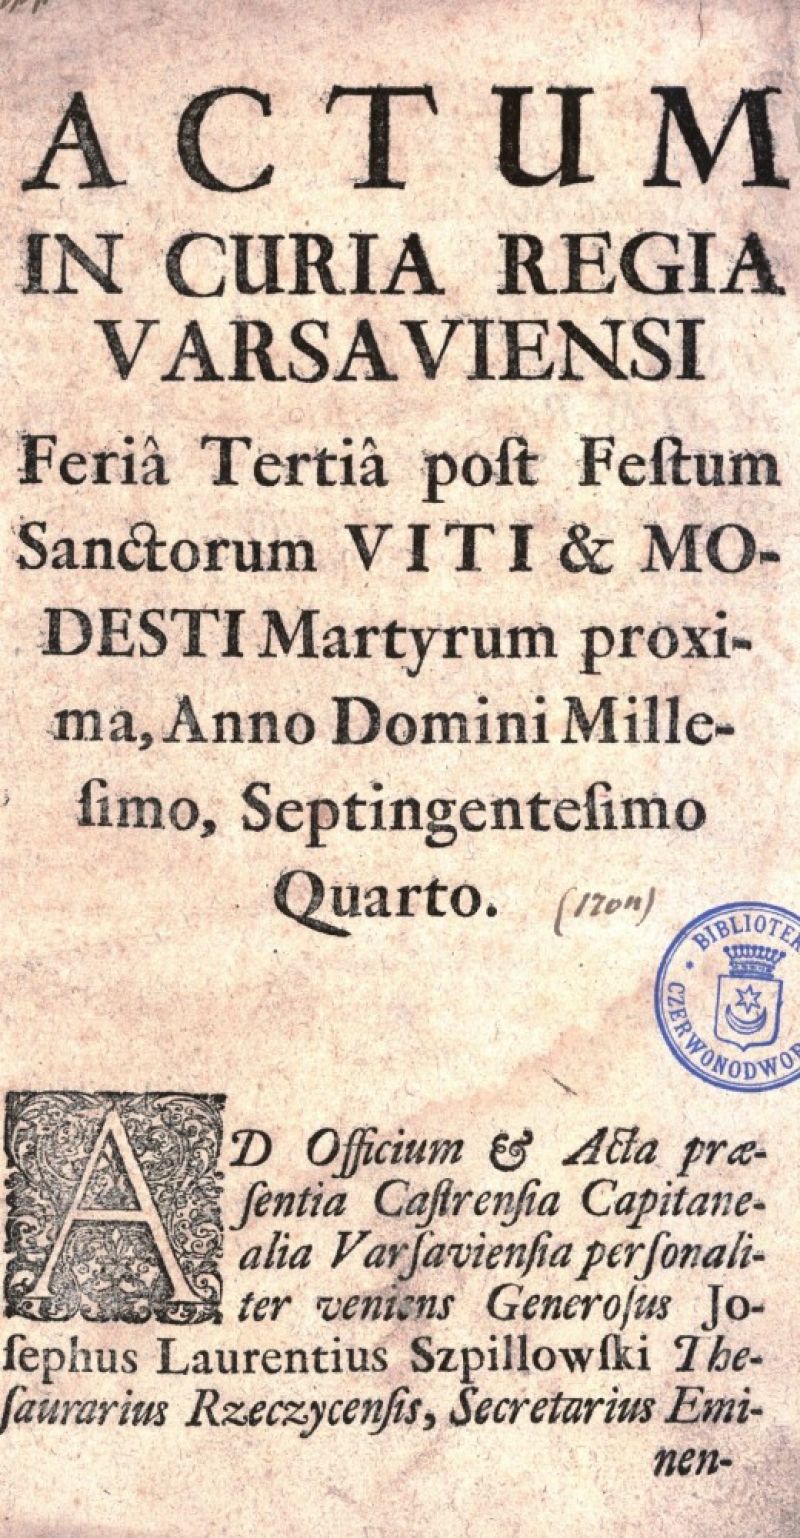 ACTUM
IN CURIA REGIA
VARSAVIENSI
Feriâ Tertiâ poſt Feſtum
Sanctorum VITI & MO-
DESTI Martyrum proxi-
ma, Anno Domini Mille-
ſimo, Septingenteſimo
Quarto.
(1704)
BIBLIOTEK
CZERWONODWOR
AD Officium & Acta præ-
ſentia Caſtrenſia Capitane-
alia Varſavienſia perſonali-
ter veniens Generoſus Jo-
ſephus Laurentius Szpillowſki The-
ſaurarius Rzeczycenſis, Secretarius Emi-
nen-